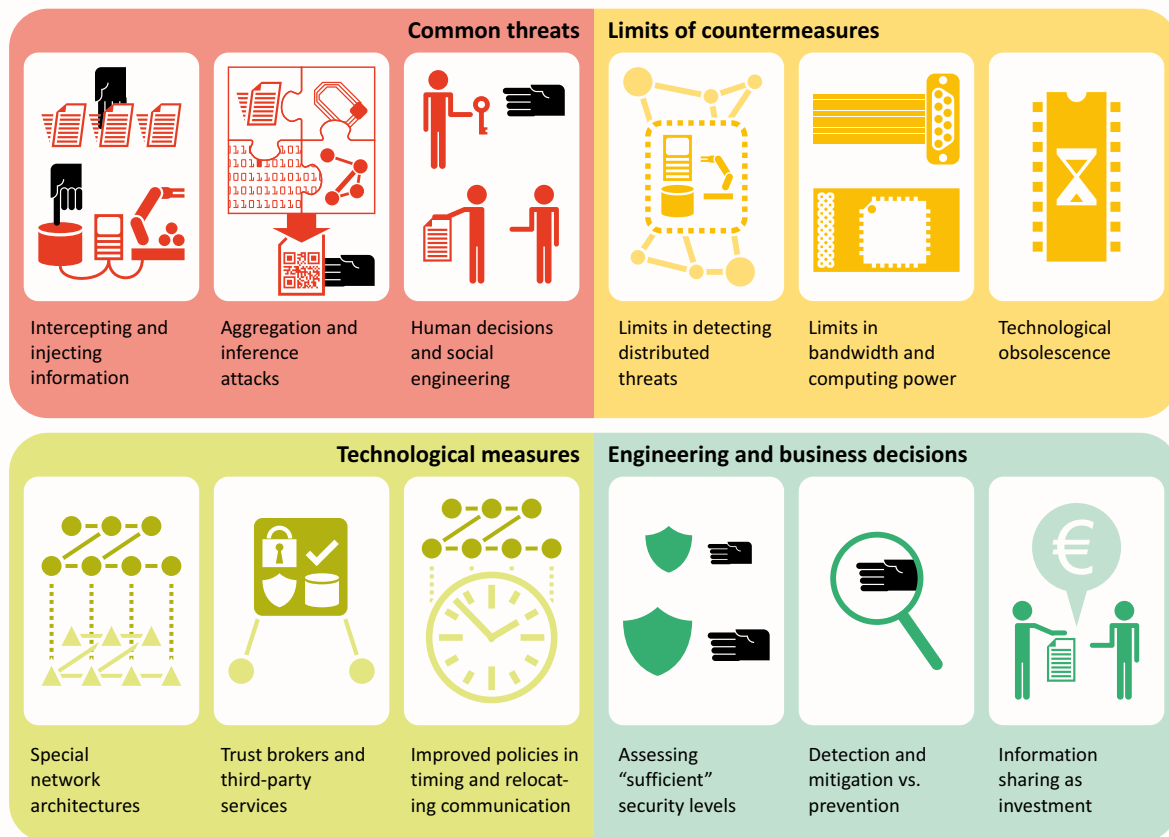 Common threats
Intercepting and
injecting
information
Aggregation and
inference
attacks
Human decisions
and social
engineering
Limits of countermeasures
Limits in detecting
distributed
threats
Limits in
bandwidth and
computing power
Technological
obsolescence
Technological measures
Special
network
architectures
Trust brokers and
third-party
services
Improved policies in
timing and relocat-
ing communication
Engineering and business decisions
€
Assessing
“sufficient”
security levels
Detection and
mitigation vs.
prevention
Information
sharing as
investment